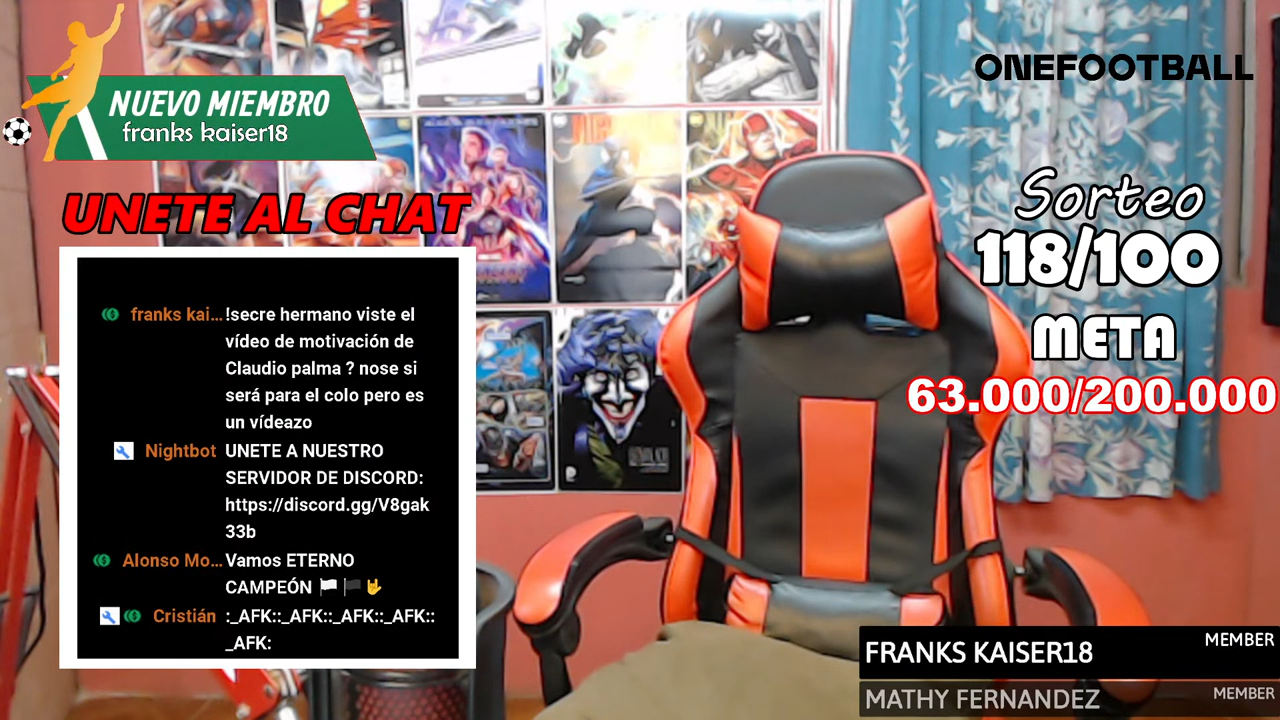 NUEVO MIEMBRO
franks kaiser18
UNETE AL CHAT
franks kai... !secre hermano viste el
vídeo de motivación de
Claudio palma ? nose si
será para el colo pero es
un vídeazo
Nightbot UNETE A NUESTRO
SERVIDOR DE DISCORD:
https://discord.gg/V8gak
33b
Alonso Mo... Vamos ETERNO
CAMPEÓN 🏳️🏴🤟
Cristián :_AFK::_AFK::_AFK::_AFK::
_AFK:
ONEFOOTBALL
Sorteo
118/100
META
63.000/200.000
FRANKS KAISER18 MEMBER
MATHY FERNANDEZ MEMBER